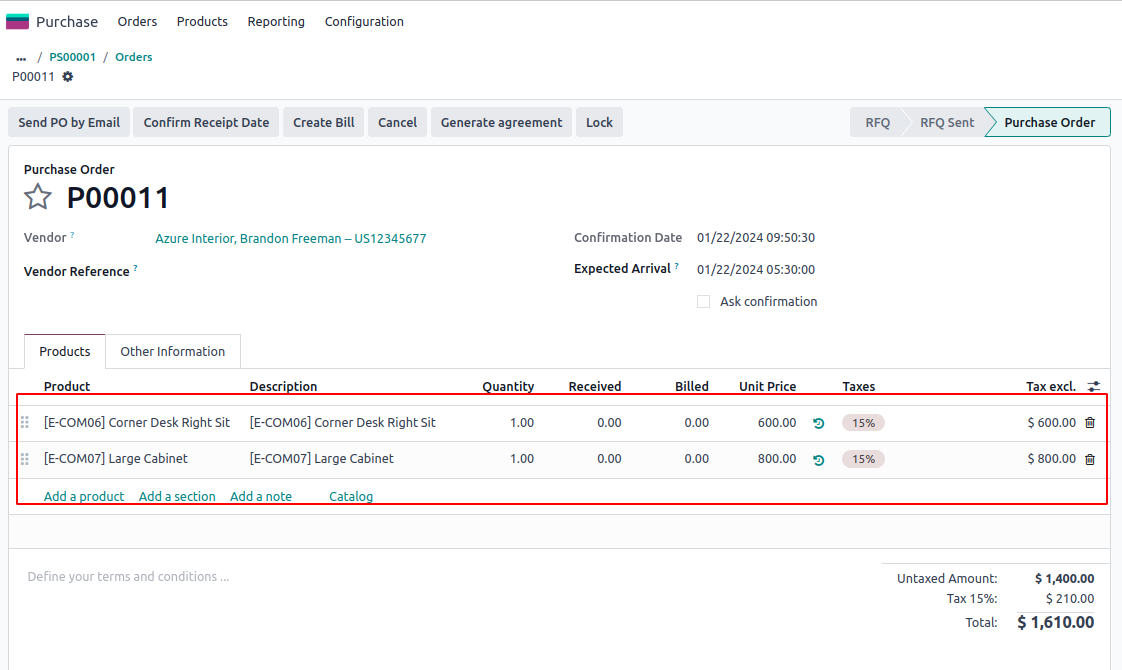 Purchase Orders Products Reporting Configuration
... / PS00001 / Orders
P00011
Send PO by Email Confirm Receipt Date Create Bill Cancel Generate agreement Lock RFQ RFQ Sent Purchase Order
Purchase Order
P00011
Vendor ? Azure Interior, Brandon Freeman – US12345677 Confirmation Date 01/22/2024 09:50:30
Vendor Reference ? Expected Arrival ? 01/22/2024 05:30:00
Ask confirmation
Products Other Information
Product Description Quantity Received Billed Unit Price Taxes Tax excl.
[E-COM06] Corner Desk Right Sit [E-COM06] Corner Desk Right Sit 1.00 0.00 0.00 600.00 15% $ 600.00
[E-COM07] Large Cabinet [E-COM07] Large Cabinet 1.00 0.00 0.00 800.00 15% $ 800.00
Add a product Add a section Add a note Catalog
Define your terms and conditions ... Untaxed Amount: $ 1,400.00
Tax 15%: $ 210.00
Total: $ 1,610.00